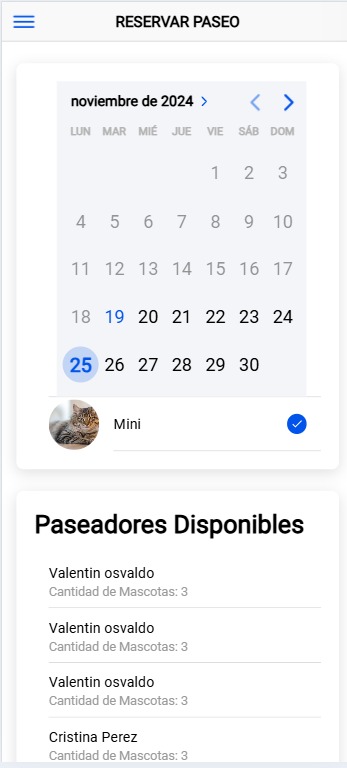 RESERVAR PASEO
noviembre de 2024
LUN MAR MIÉ JUE VIE SÁB DOM
1 2 3
4 5 6 7 8 9 10
11 12 13 14 15 16 17
18 19 20 21 22 23 24
25 26 27 28 29 30
Mini
Paseadores Disponibles
Valentin osvaldo
Cantidad de Mascotas: 3
Valentin osvaldo
Cantidad de Mascotas: 3
Valentin osvaldo
Cantidad de Mascotas: 3
Cristina Perez
Cantidad de Mascotas: 3